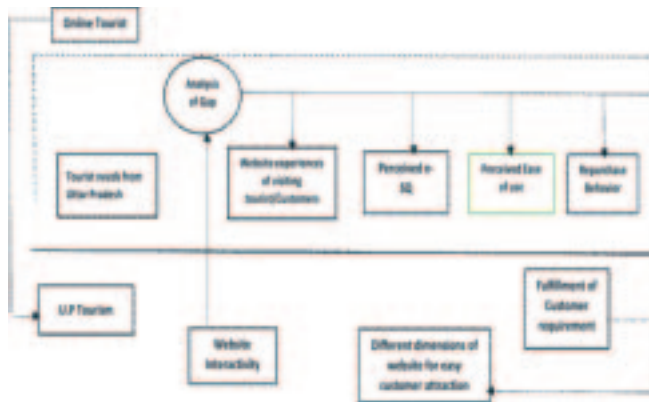 Online Tourist
Analysis
of Gap
Tourist needs from
Uttar Pradesh
Website experiences
of visiting
tourist/Customers
Perceived e-
SQ
Perceived Ease
of use
Repurchase
Behavior
U.P Tourism
Website
Interactivity
Different dimensions of
website for easy
customer attraction
Fulfillment of
Customer
requirement